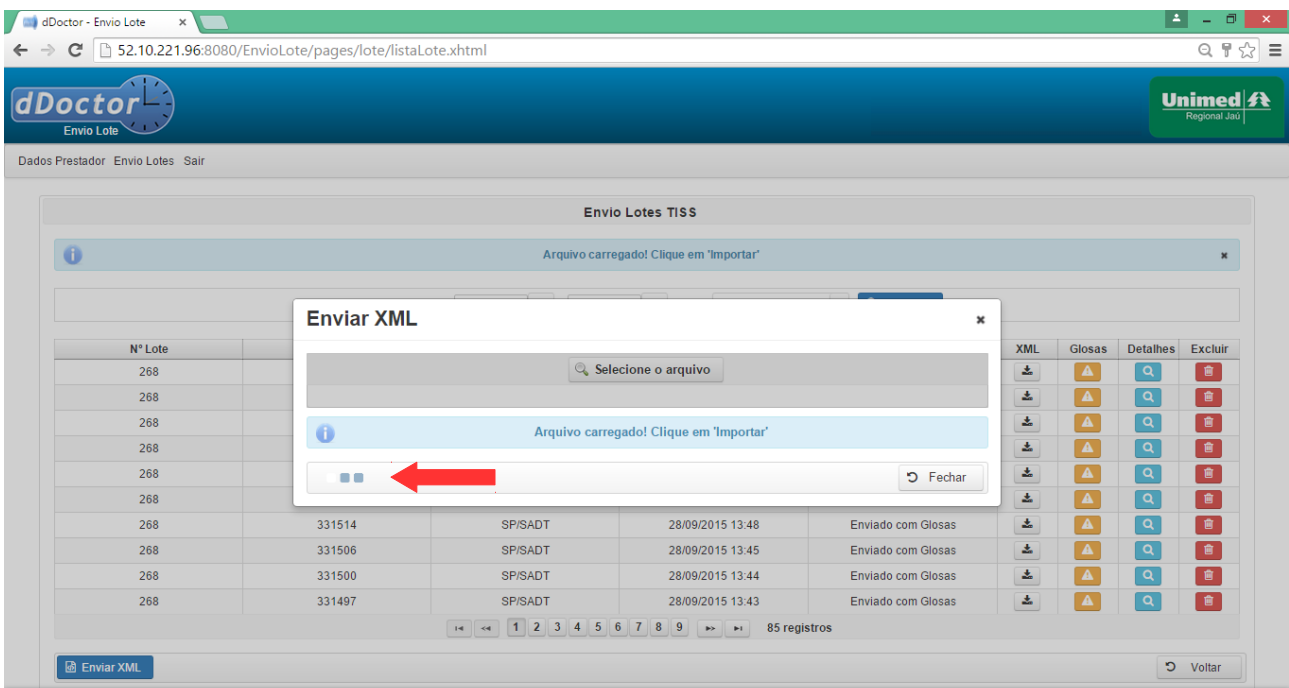 dDoctor - Envio Lote
52.10.221.96:8080/EnvioLote/pages/lote/listaLote.xhtml
dDoctor
Envio Lote
Unimed
Regional Jaú
Dados Prestador Envio Lotes Sair
Envio Lotes TISS
Arquivo carregado! Clique em 'Importar'
Enviar XML
Selecione o arquivo
Arquivo carregado! Clique em 'Importar'
Fechar
N° Lote XML Glosas Detalhes Excluir
268
268
268
268
268
268
268 331514 SP/SADT 28/09/2015 13:48 Enviado com Glosas
268 331506 SP/SADT 28/09/2015 13:45 Enviado com Glosas
268 331500 SP/SADT 28/09/2015 13:44 Enviado com Glosas
268 331497 SP/SADT 28/09/2015 13:43 Enviado com Glosas
1 2 3 4 5 6 7 8 9 85 registros
Enviar XML Voltar